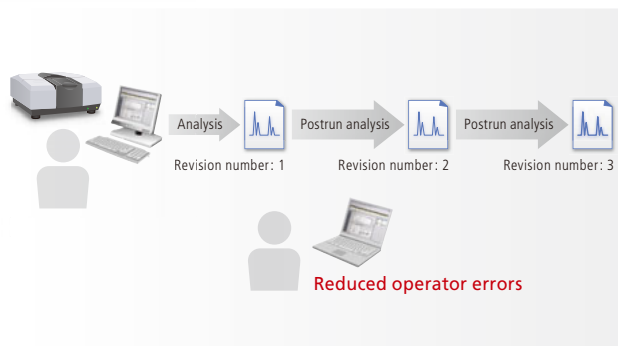 Analysis
Postrun analysis
Postrun analysis
Revision number: 1
Revision number: 2
Revision number: 3
Reduced operator errors